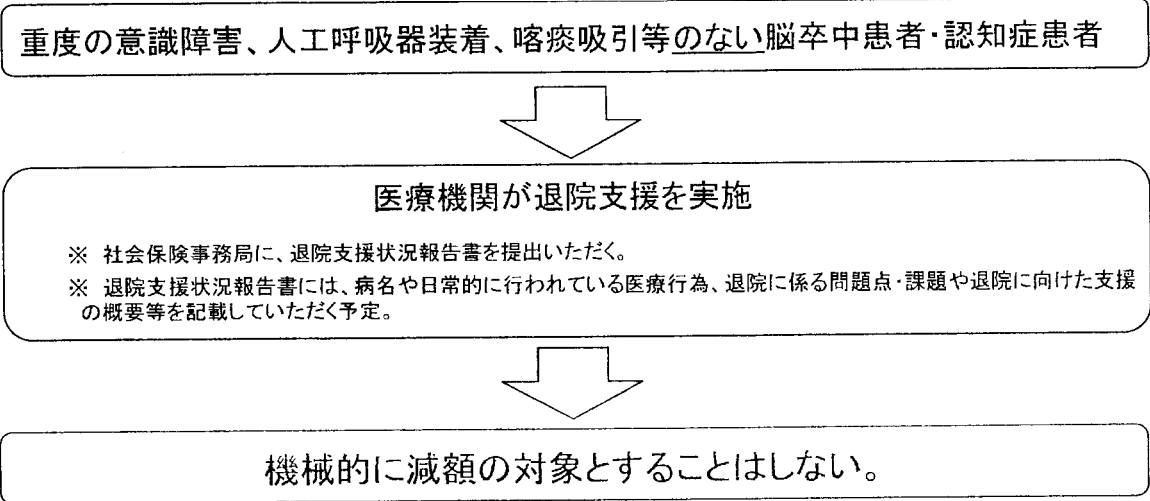 重度の意識障害、人工呼吸器装着、喀痰吸引等のない脳卒中患者・認知症患者
医療機関が退院支援を実施
※ 社会保険事務局に、退院支援状況報告書を提出いただく。
※ 退院支援状況報告書には、病名や日常的に行われている医療行為、退院に係る問題点・課題や退院に向けた支援
の概要等を記載していただく予定。
機械的に減額の対象とすることはしない。